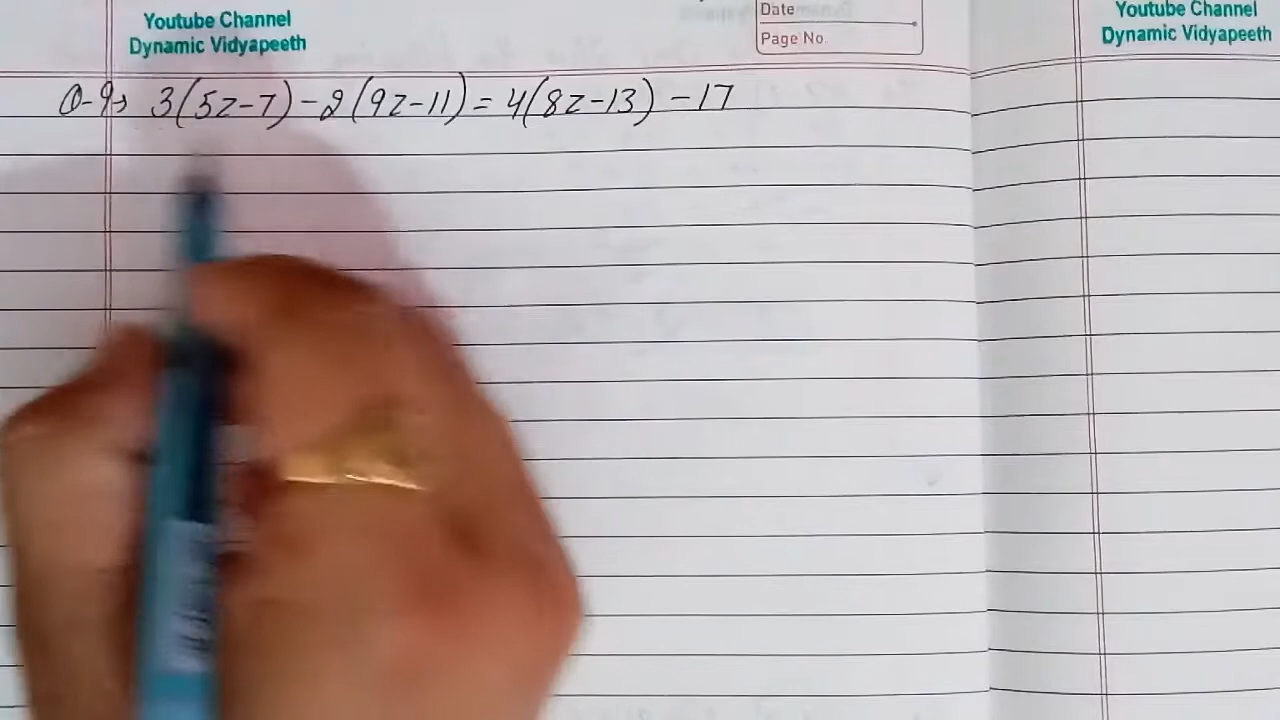 Youtube Channel
Dynamic Vidyapeeth
Date
Page No.
Youtube Channel
Dynamic Vidyapeeth
Q-9) 3(5z-7)-2(9z-11)=4(8z-13)-17